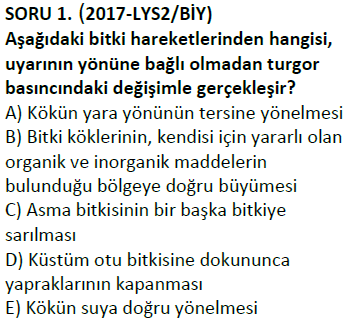 SORU 1. (2017-LYS2/BİY)
Aşağıdaki bitki hareketlerinden hangisi,
uyarının yönüne bağlı olmadan turgor
basıncındaki değişimle gerçekleşir?
A) Kökün yara yönünün tersine yönelmesi
B) Bitki köklerinin, kendisi için yararlı olan
organik ve inorganik maddelerin
bulunduğu bölgeye doğru büyümesi
C) Asma bitkisinin bir başka bitkiye
sarılması
D) Küstüm otu bitkisine dokununca
yapraklarının kapanması
E) Kökün suya doğru yönelmesi